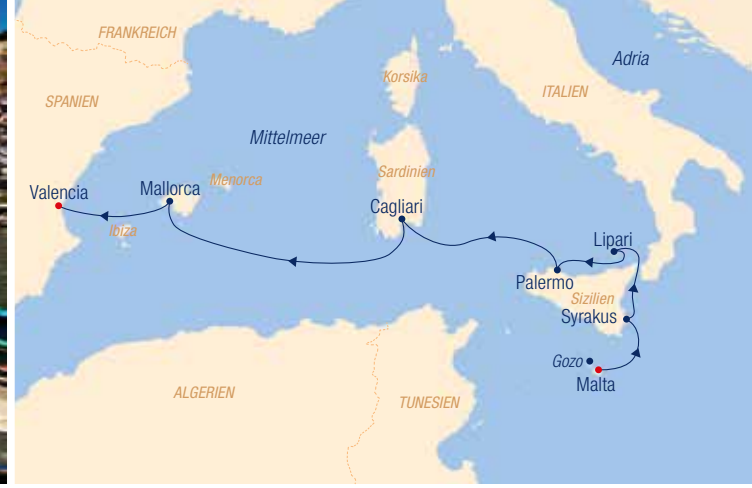 FRANKREICH
Adria
Korsika
ITALIEN
SPANIEN
Mittelmeer
Sardinien
Menorca
Mallorca
Valencia
Cagliari
Ibiza
Lipari
Palermo
Sizilien
Syrakus
Gozo
Malta
ALGERIEN
TUNESIEN